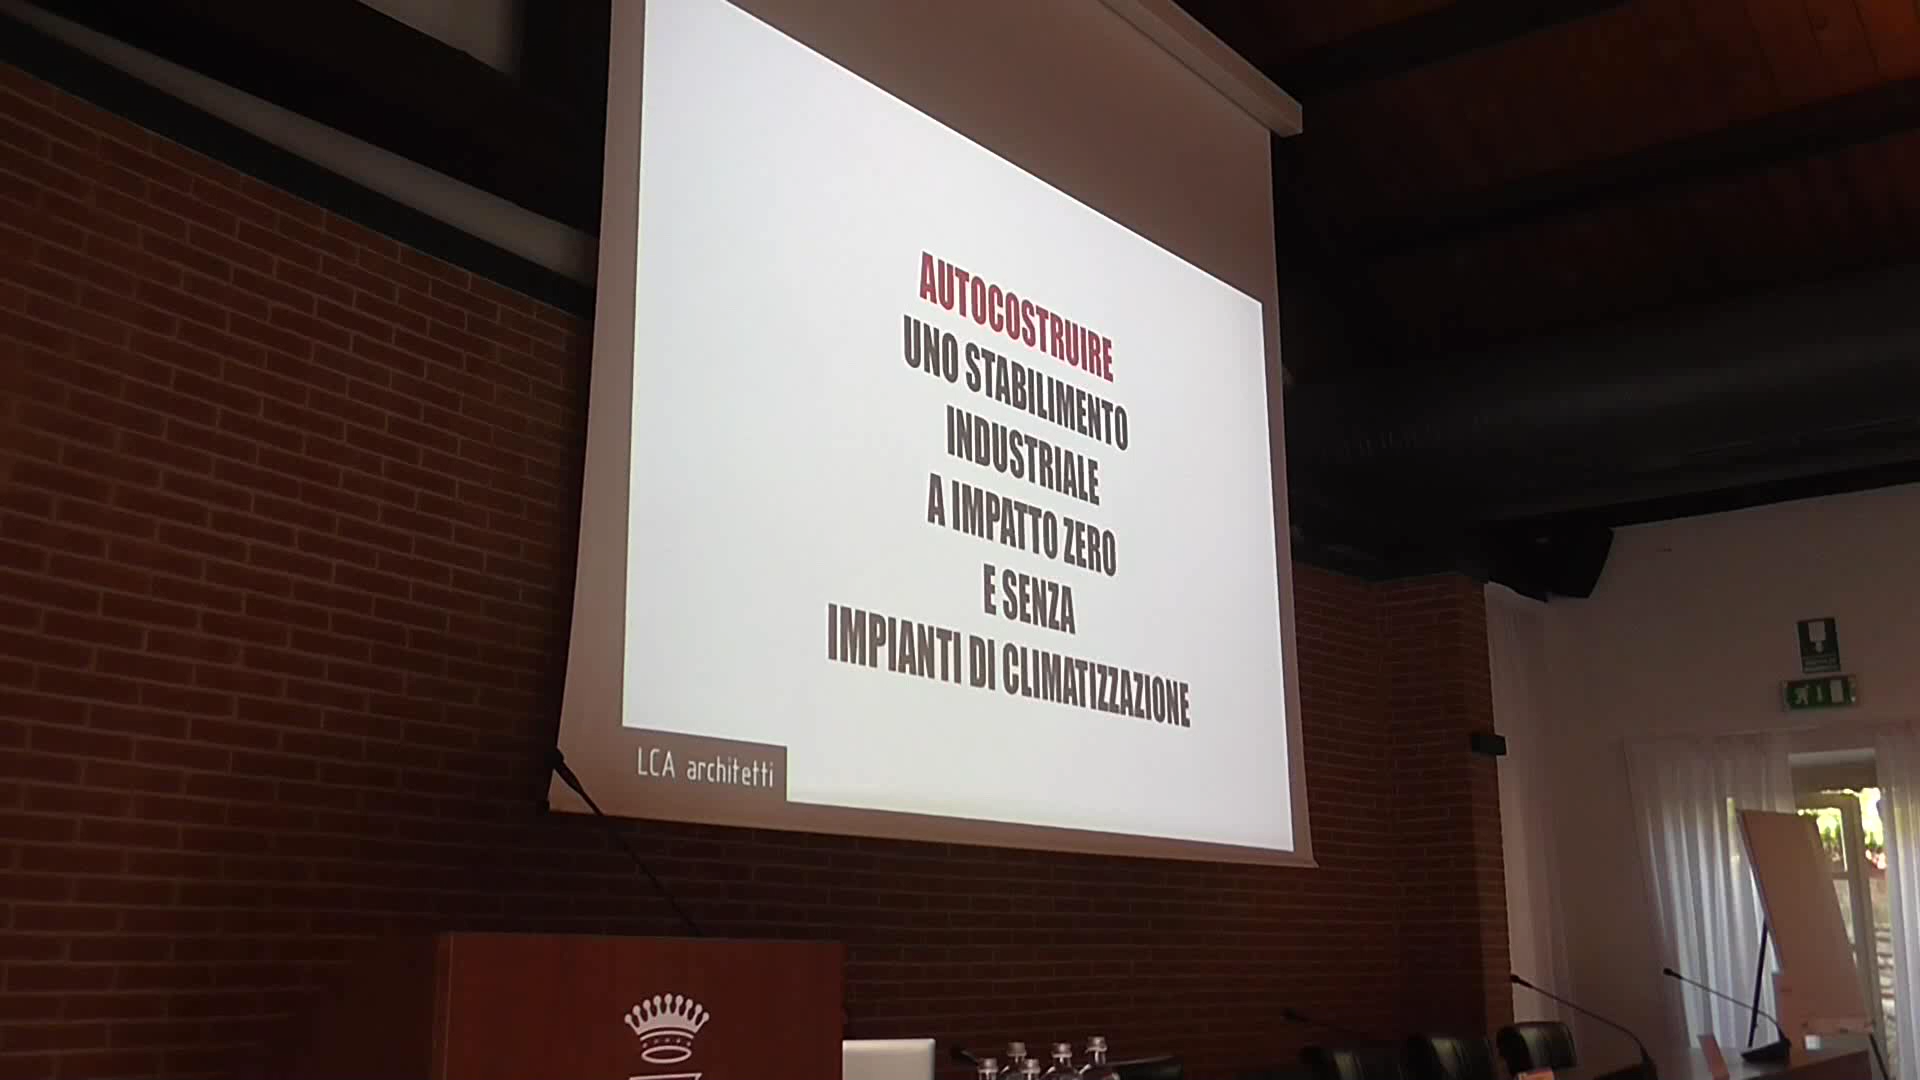 AUTOCOSTRUIRE
UNO STABILIMENTO
INDUSTRIALE
A IMPATTO ZERO
E SENZA
IMPIANTI DI CLIMATIZZAZIONE
LCA architetti